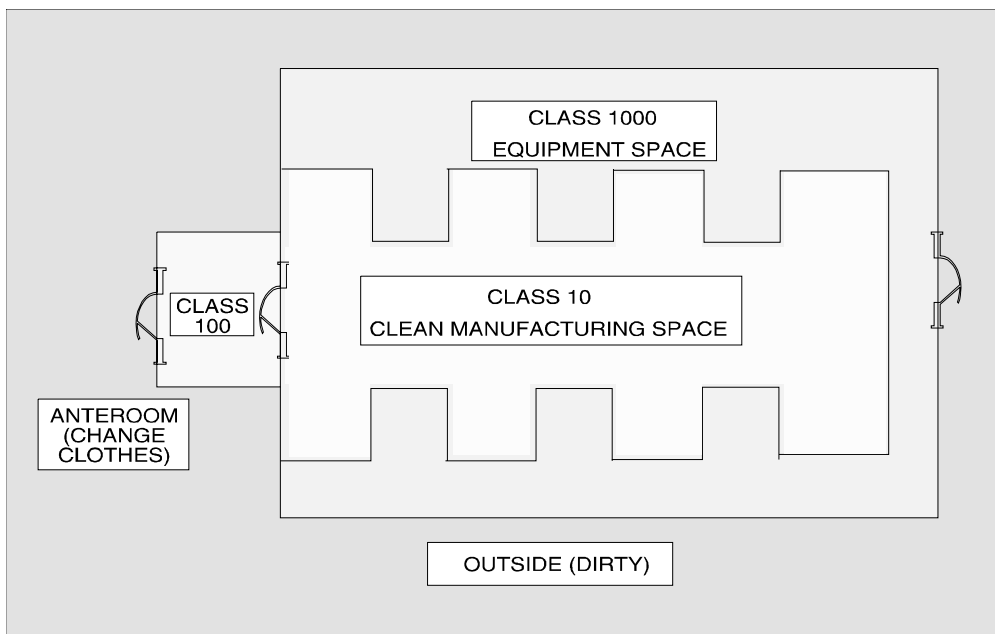 CLASS 1000
EQUIPMENT SPACE
CLASS
100
CLASS 10
CLEAN MANUFACTURING SPACE
ANTEROOM
(CHANGE
CLOTHES)
OUTSIDE (DIRTY)